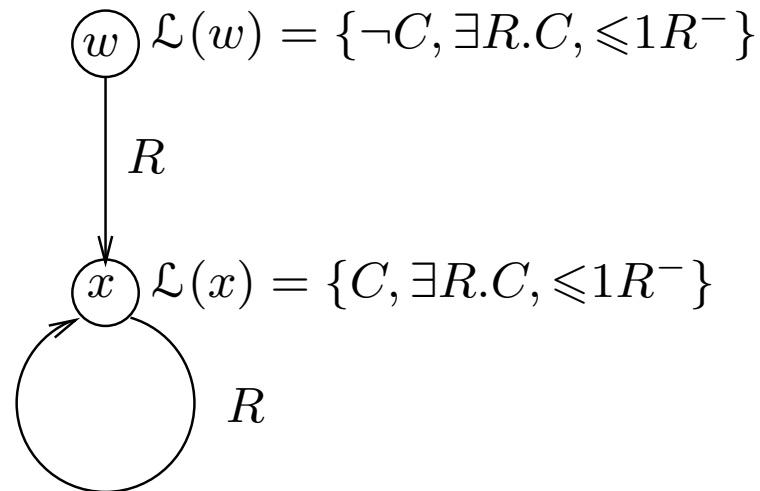 w ℒ(w) = {¬C, ∃R.C, ⩽1R⁻}
R
x ℒ(x) = {C, ∃R.C, ⩽1R⁻}
R